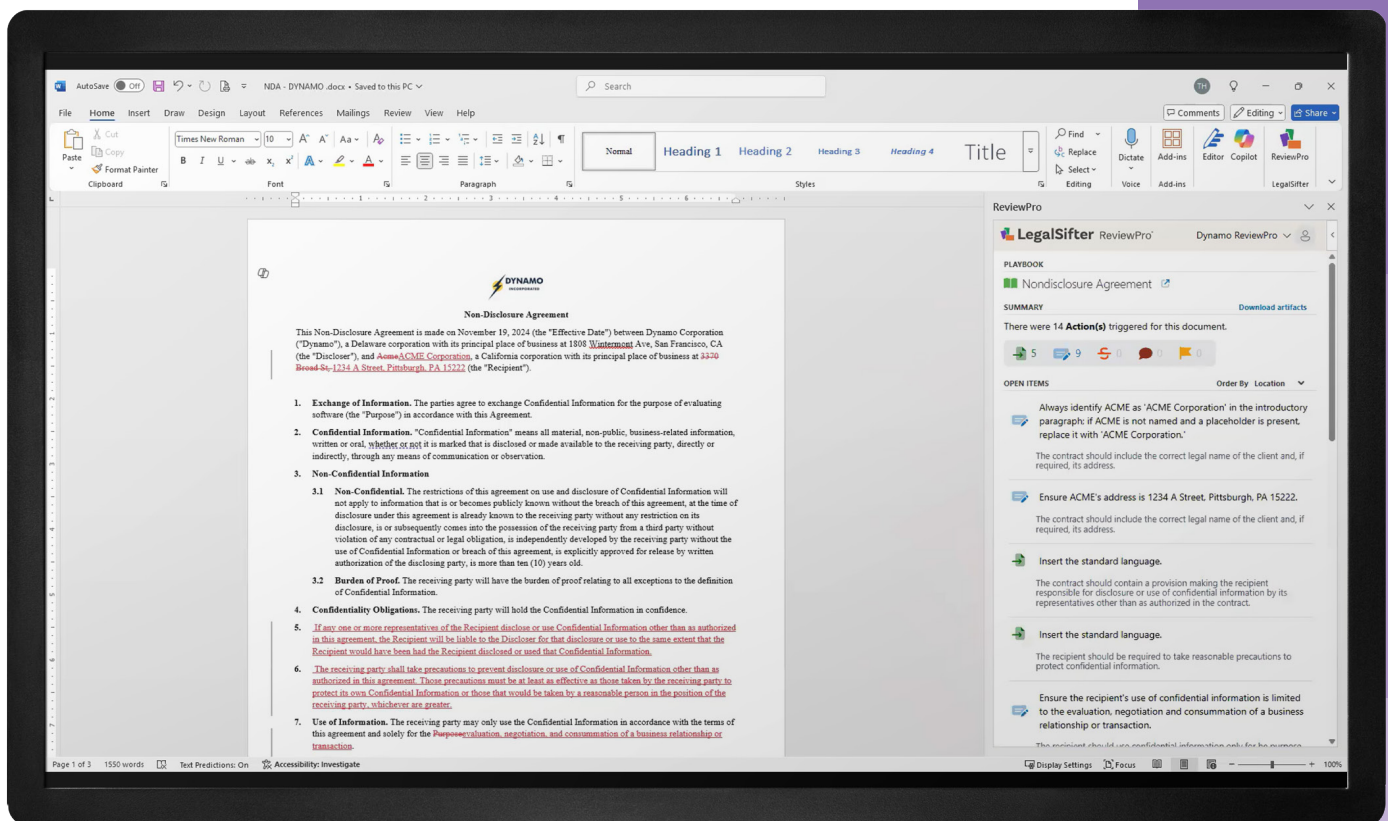 AutoSave Off NDA - DYNAMO .docx • Saved to this PC
Search
TH
File Home Insert Draw Design Layout References Mailings Review View Help
Comments Editing Share
Paste
Cut
Copy
Format Painter
Clipboard
Times New Roman 10
Font
Paragraph
Normal Heading 1 Heading 2 Heading 3 Heading 4 Title
Styles
Find
Replace
Select
Editing
Dictate
Voice
Add-ins
Add-ins
Editor Copilot
ReviewPro
LegalSifter
DYNAMO
INCORPORATED
Non-Disclosure Agreement
This Non-Disclosure Agreement is made on November 19, 2024 (the "Effective Date") between Dynamo Corporation
("Dynamo"), a Delaware corporation with its principal place of business at 1808 Wintermont Ave, San Francisco, CA
(the "Discloser"), and AcmeACME Corporation, a California corporation with its principal place of business at 3370
Broad St, 1234 A Street, Pittsburgh, PA 15222 (the "Recipient").
1. Exchange of Information. The parties agree to exchange Confidential Information for the purpose of evaluating
software (the "Purpose") in accordance with this Agreement.
2. Confidential Information. "Confidential Information" means all material, non-public, business-related information,
written or oral, whether or not it is marked that is disclosed or made available to the receiving party, directly or
indirectly, through any means of communication or observation.
3. Non-Confidential Information
3.1 Non-Confidential. The restrictions of this agreement on use and disclosure of Confidential Information will
not apply to information that is or becomes publicly known without the breach of this agreement, at the time of
disclosure under this agreement is already known to the receiving party without any restriction on its
disclosure, is or subsequently comes into the possession of the receiving party from a third party without
violation of any contractual or legal obligation, is independently developed by the receiving party without the
use of Confidential Information or breach of this agreement, is explicitly approved for release by written
authorization of the disclosing party, is more than ten (10) years old.
3.2 Burden of Proof. The receiving party will have the burden of proof relating to all exceptions to the definition
of Confidential Information.
4. Confidentiality Obligations. The receiving party will hold the Confidential Information in confidence.
5. If any one or more representatives of the Recipient disclose or use Confidential Information other than as authorized
in this agreement, the Recipient will be liable to the Discloser for that disclosure or use to the same extent that the
Recipient would have been had the Recipient disclosed or used that Confidential Information.
6. The receiving party shall take precautions to prevent disclosure or use of Confidential Information other than as
authorized in this agreement. Those precautions must be at least as effective as those taken by the receiving party to
protect its own Confidential Information or those that would be taken by a reasonable person in the position of the
receiving party, whichever are greater.
7. Use of Information. The receiving party may only use the Confidential Information in accordance with the terms of
this agreement and solely for the Purposeevaluation, negotiation, and consummation of a business relationship or
transaction.
ReviewPro
LegalSifter ReviewPro
Dynamo ReviewPro
PLAYBOOK
Nondisclosure Agreement
SUMMARY Download artifacts
There were 14 Action(s) triggered for this document.
5 9 0 0 0
OPEN ITEMS Order By Location
Always identify ACME as 'ACME Corporation' in the introductory
paragraph; if ACME is not named and a placeholder is present,
replace it with 'ACME Corporation.'
The contract should include the correct legal name of the client and, if
required, its address.
Ensure ACME's address is 1234 A Street, Pittsburgh, PA 15222.
The contract should include the correct legal name of the client and, if
required, its address.
Insert the standard language.
The contract should contain a provision making the recipient
responsible for disclosure or use of confidential information by its
representatives other than as authorized in the contract.
Insert the standard language.
The recipient should be required to take reasonable precautions to
protect confidential information.
Ensure the recipient's use of confidential information is limited
to the evaluation, negotiation and consummation of a business
relationship or transaction.
The recipient should use confidential information only for he purpose
Page 1 of 3 1550 words Text Predictions: On Accessibility: Investigate
Display Settings Focus 100%